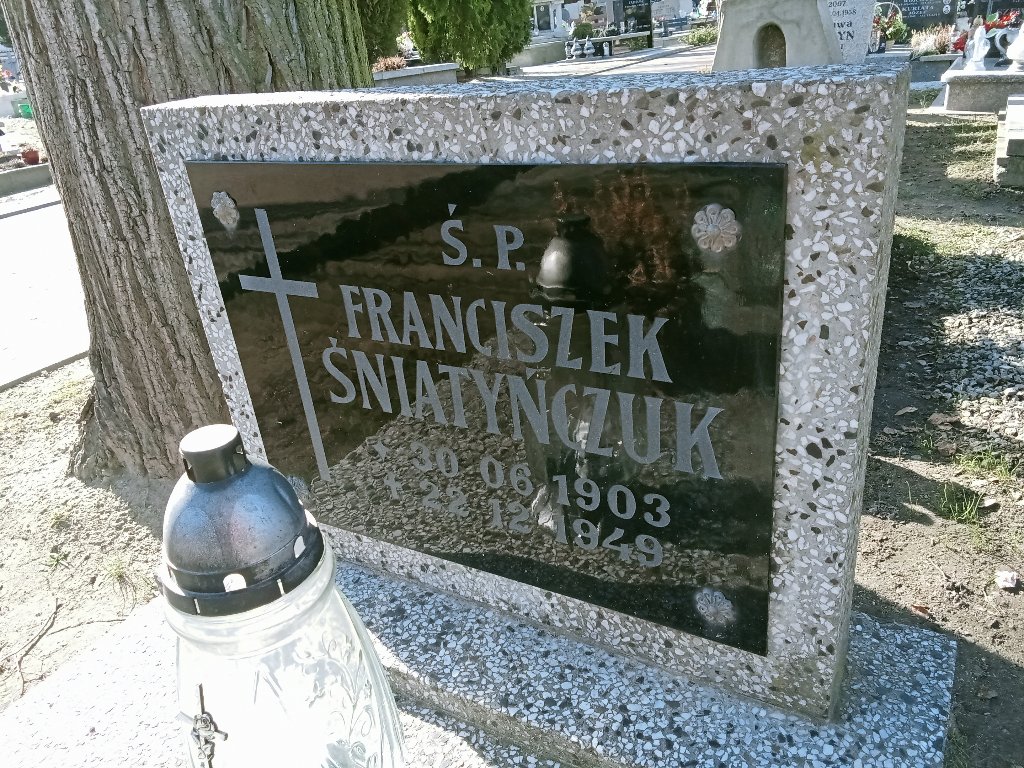 Ś. P.
FRANCISZEK
ŚNIATYŃCZUK
* 30 06 1903
† 22 12 1949